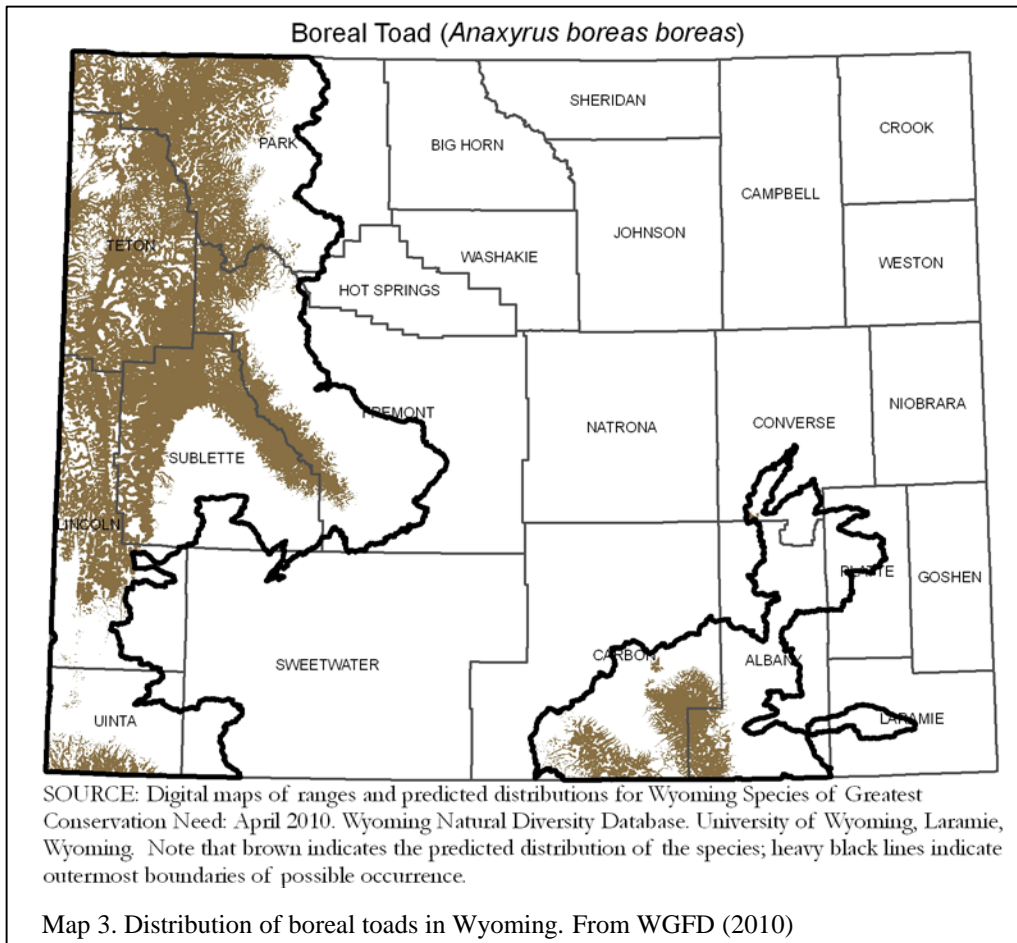 Boreal Toad (Anaxyrus boreas boreas)
SHERIDAN
CROOK
PARK
BIG HORN
CAMPBELL
JOHNSON
TETON
WASHAKIE
WESTON
HOT SPRINGS
FREMONT
NIOBRARA
NATRONA
CONVERSE
SUBLETTE
LINCOLN
PLATTE
GOSHEN
CARBON
ALBANY
SWEETWATER
UINTA
LARAMIE
SOURCE: Digital maps of ranges and predicted distributions for Wyoming Species of Greatest
Conservation Need: April 2010. Wyoming Natural Diversity Database. University of Wyoming, Laramie,
Wyoming. Note that brown indicates the predicted distribution of the species; heavy black lines indicate
outermost boundaries of possible occurrence.
Map 3. Distribution of boreal toads in Wyoming. From WGFD (2010)